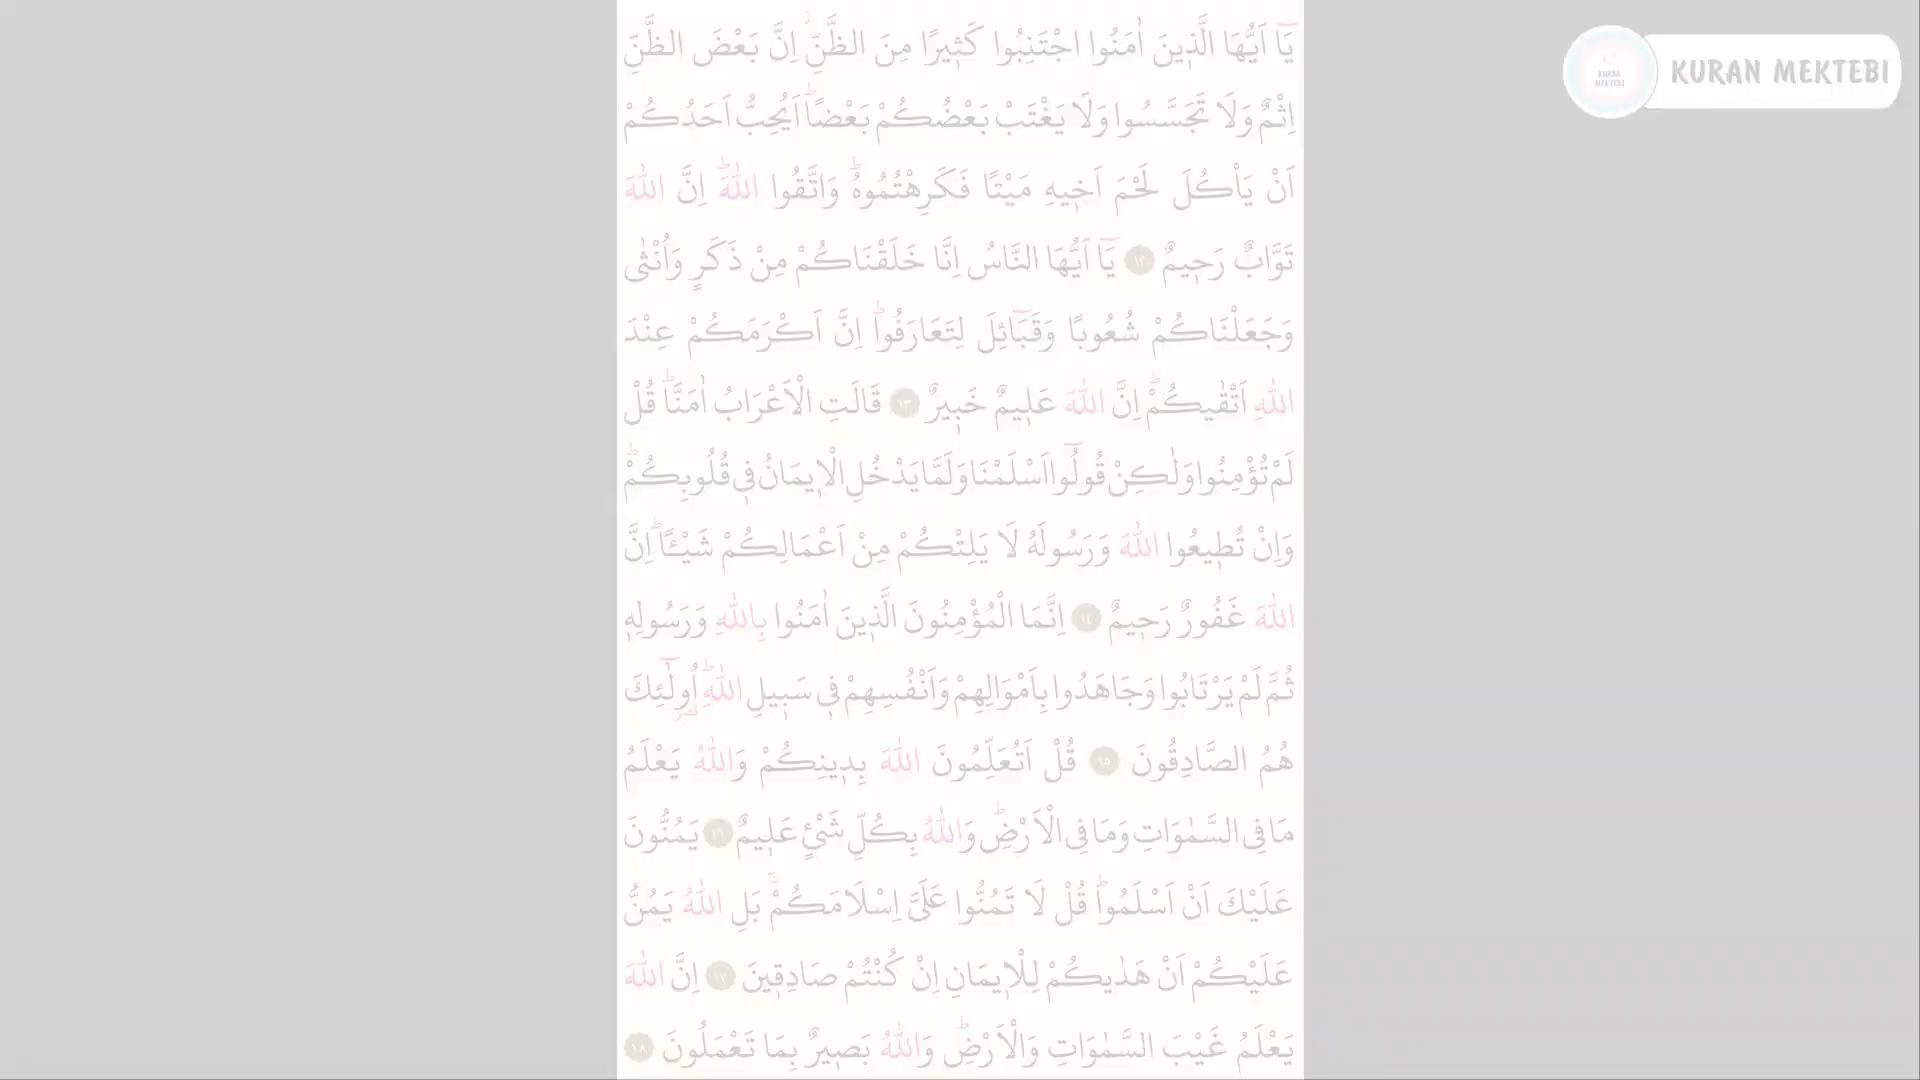 يَٓا اَيُّهَا الَّذ۪ينَ اٰمَنُوا اجْتَنِبُوا كَث۪يرًا مِنَ الظَّنِّۘ اِنَّ بَعْضَ الظَّنِّ
اِثْمٌ وَلَا تَجَسَّسُوا وَلَا يَغْتَبْ بَعْضُكُمْ بَعْضًاۜ اَيُحِبُّ اَحَدُكُمْ
اَنْ يَاْكُلَ لَحْمَ اَخ۪يهِ مَيْتًا فَكَرِهْتُمُوهُۜ وَاتَّقُوا اللّٰهَۜ اِنَّ اللّٰهَ
تَوَّابٌ رَح۪يمٌ ١٢ يَٓا اَيُّهَا النَّاسُ اِنَّا خَلَقْنَاكُمْ مِنْ ذَكَرٍ وَاُنْثٰى
وَجَعَلْنَاكُمْ شُعُوبًا وَقَبَٓائِلَ لِتَعَارَفُواۜ اِنَّ اَكْرَمَكُمْ عِنْدَ
اللّٰهِ اَتْقٰيكُمْۜ اِنَّ اللّٰهَ عَل۪يمٌ خَب۪يرٌ ١٣ قَالَتِ الْاَعْرَابُ اٰمَنَّاۜ قُلْ
لَمْ تُؤْمِنُوا وَلٰكِنْ قُولُٓوا اَسْلَمْنَا وَلَمَّا يَدْخُلِ الْا۪يمَانُ ف۪ي قُلُوبِكُمْۜ
وَاِنْ تُط۪يعُوا اللّٰهَ وَرَسُولَهُ لَا يَلِتْكُمْ مِنْ اَعْمَالِكُمْ شَيْـًٔاۜ اِنَّ
اللّٰهَ غَفُورٌ رَح۪يمٌ ١٤ اِنَّمَا الْمُؤْمِنُونَ الَّذ۪ينَ اٰمَنُوا بِاللّٰهِ وَرَسُولِه۪
ثُمَّ لَمْ يَرْتَابُوا وَجَاهَدُوا بِاَمْوَالِهِمْ وَاَنْفُسِهِمْ ف۪ي سَب۪يلِ اللّٰهِۜ اُو۬لٰٓئِكَ
هُمُ الصَّادِقُونَ ١٥ قُلْ اَتُعَلِّمُونَ اللّٰهَ بِد۪ينِكُمْ وَاللّٰهُ يَعْلَمُ
مَا فِي السَّمٰوَاتِ وَمَا فِي الْاَرْضِۜ وَاللّٰهُ بِكُلِّ شَيْءٍ عَل۪يمٌ ١٦ يَمُنُّونَ
عَلَيْكَ اَنْ اَسْلَمُواۜ قُلْ لَا تَمُنُّوا عَلَيَّ اِسْلَامَكُمْۚ بَلِ اللّٰهُ يَمُنُّ
عَلَيْكُمْ اَنْ هَدٰيكُمْ لِلْا۪يمَانِ اِنْ كُنْتُمْ صَادِق۪ينَ ١٧ اِنَّ اللّٰهَ
يَعْلَمُ غَيْبَ السَّمٰوَاتِ وَالْاَرْضِۜ وَاللّٰهُ بَص۪يرٌ بِمَا تَعْمَلُونَ ١٨
KURAN MEKTEBI